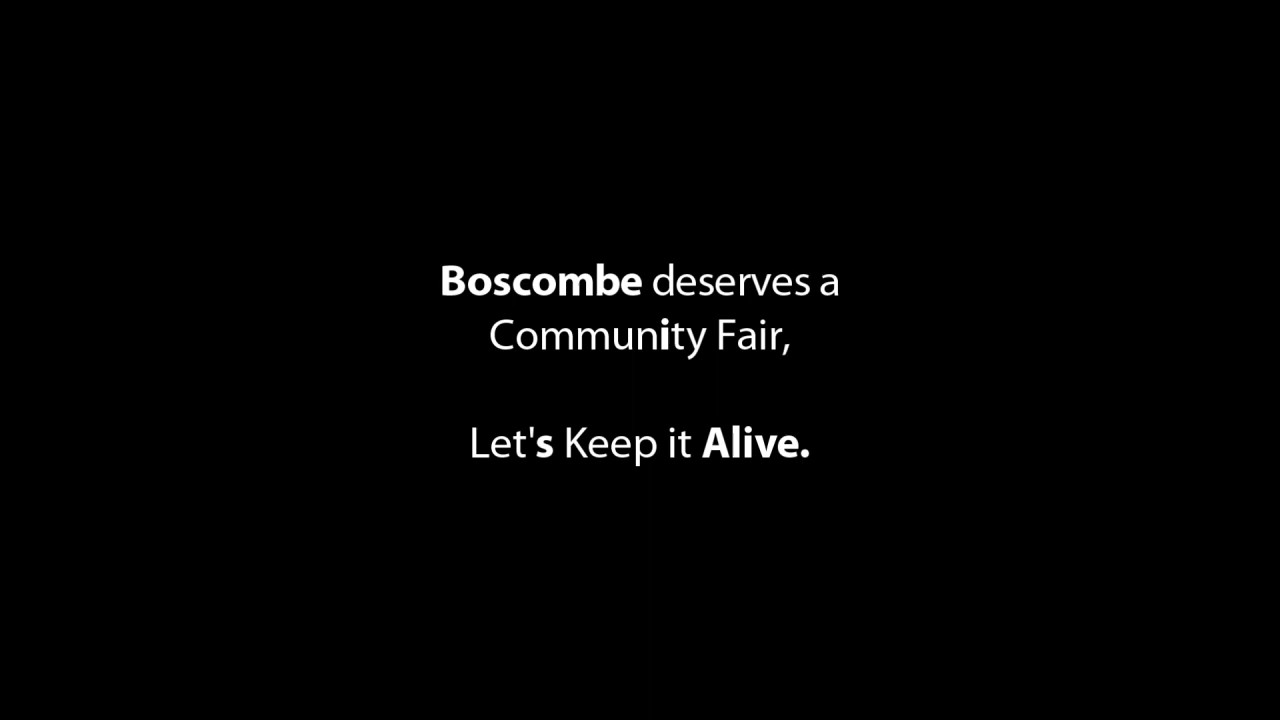 Boscombe deserves a
Community Fair,
Let's Keep it Alive.